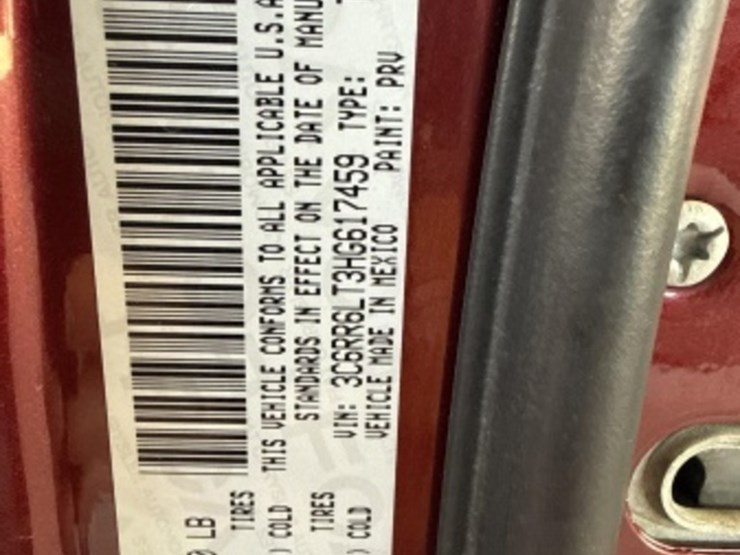 LB
TIRES
) COLD
TIRES
) COLD
THIS VEHICLE CONFORMS TO ALL APPLICABLE U.S.A
STANDARDS IN EFFECT ON THE DATE OF MANU
VIN: 3C6RR6LT3HG617459 TYPE:
VEHICLE MADE IN MEXICO PAINT: PRV